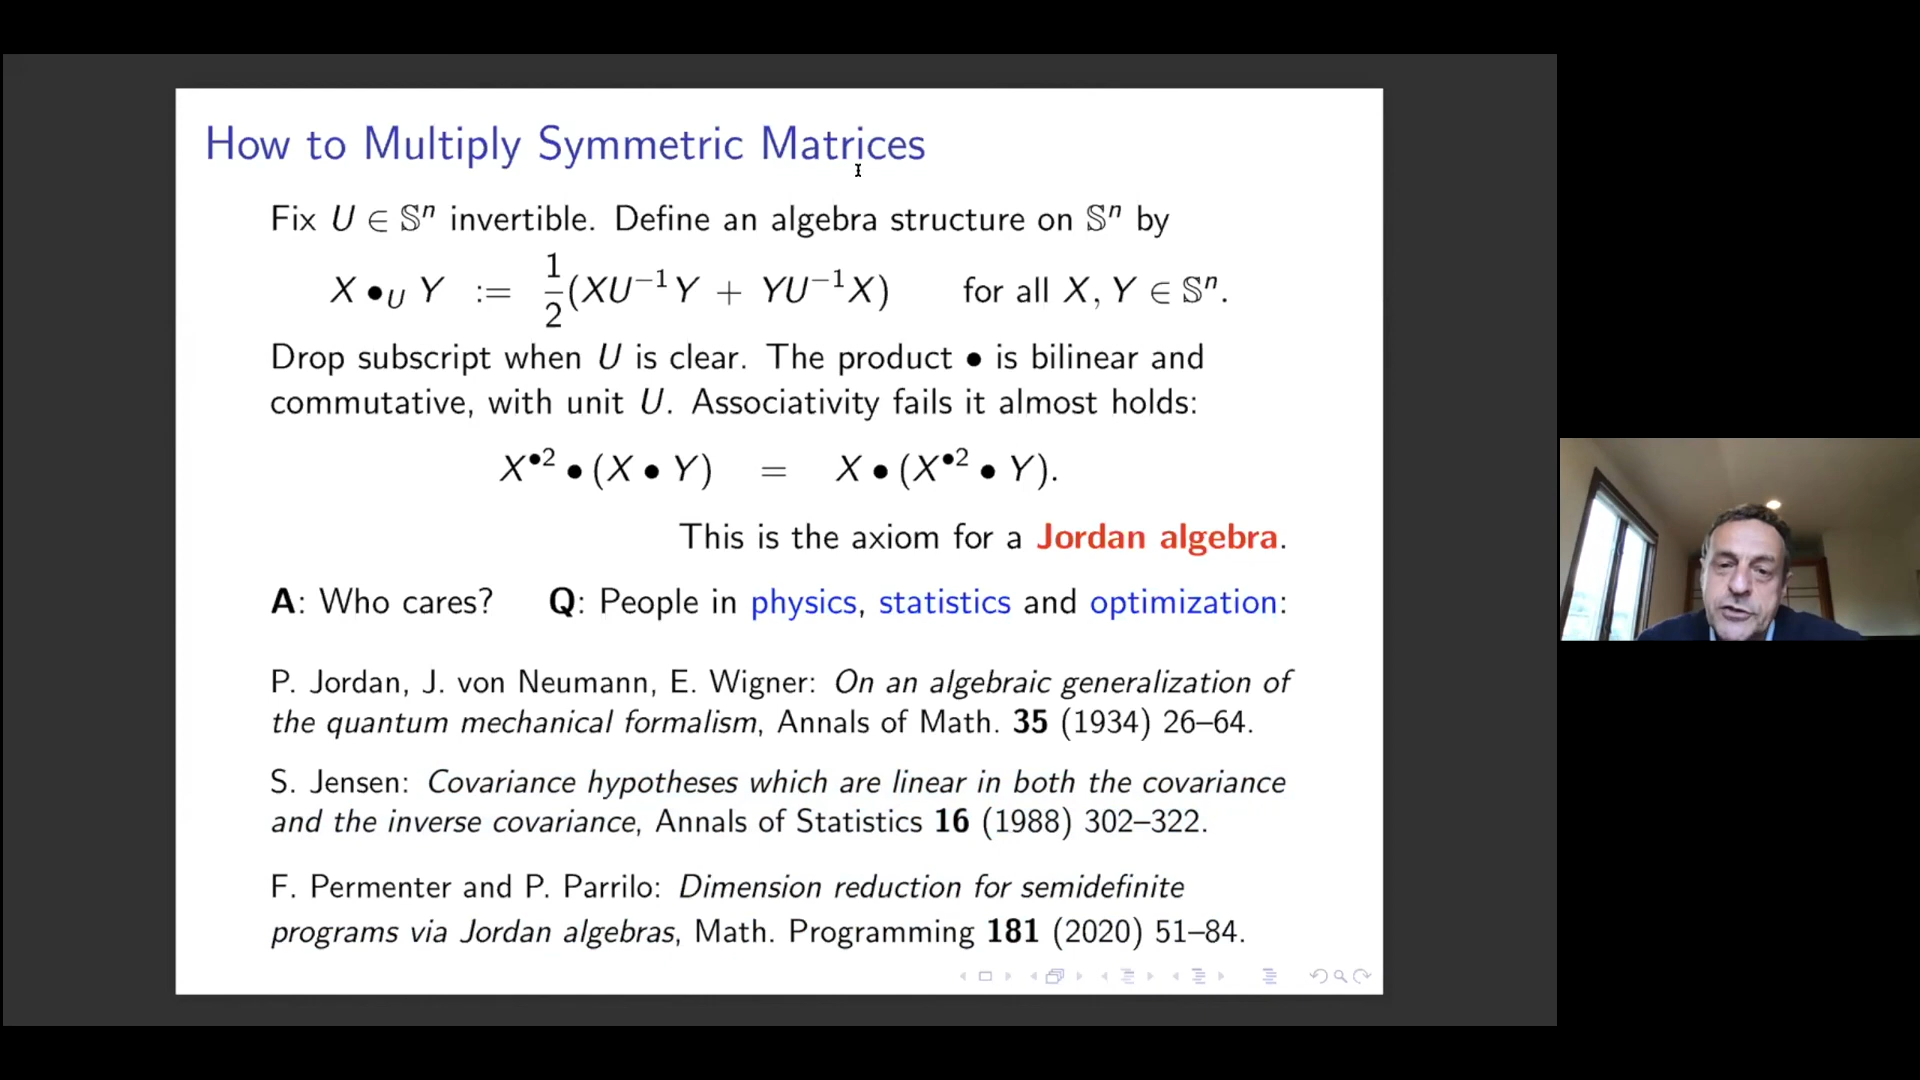 How to Multiply Symmetric Matrices
Fix U ∈ 𝕊ⁿ invertible. Define an algebra structure on 𝕊ⁿ by
X •_U Y := 1/2 (XU⁻¹Y + YU⁻¹X) for all X, Y ∈ 𝕊ⁿ.
Drop subscript when U is clear. The product • is bilinear and
commutative, with unit U. Associativity fails it almost holds:
X^{•2} • (X • Y) = X • (X^{•2} • Y).
This is the axiom for a Jordan algebra.
A: Who cares? Q: People in physics, statistics and optimization:
P. Jordan, J. von Neumann, E. Wigner: On an algebraic generalization of
the quantum mechanical formalism, Annals of Math. 35 (1934) 26–64.
S. Jensen: Covariance hypotheses which are linear in both the covariance
and the inverse covariance, Annals of Statistics 16 (1988) 302–322.
F. Permenter and P. Parrilo: Dimension reduction for semidefinite
programs via Jordan algebras, Math. Programming 181 (2020) 51–84.